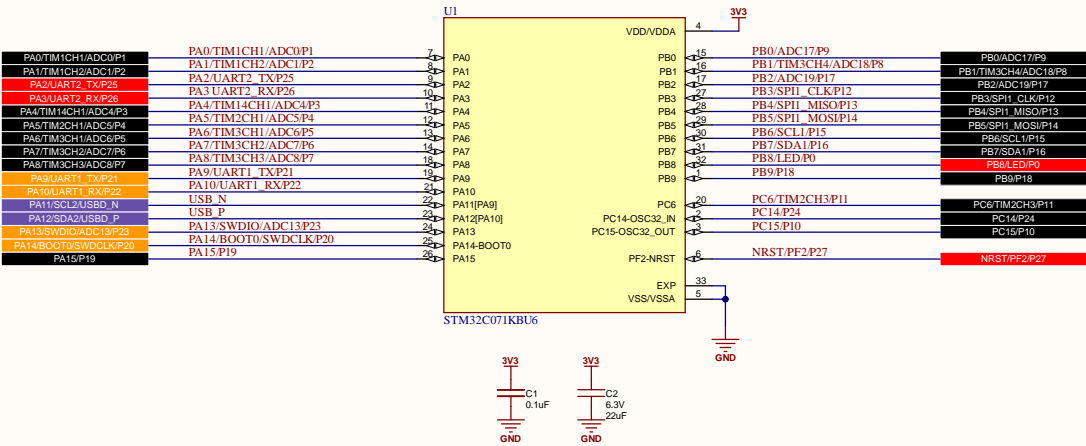 U1
3V3
VDD/VDDA 4
PA0/TIM1CH1/ADC0/P1 PA0/TIM1CH1/ADC0/P1 7 PA0 PB0 15 PB0/ADC17/P9 PB0/ADC17/P9
PA1/TIM1CH2/ADC1/P2 PA1/TIM1CH2/ADC1/P2 8 PA1 PB1 16 PB1/TIM3CH4/ADC18/P8 PB1/TIM3CH4/ADC18/P8
PA2/UART2_TX/P25 PA2/UART2_TX/P25 9 PA2 PB2 17 PB2/ADC19/P17 PB2/ADC19/P17
PA3/UART2_RX/P26 PA3 UART2_RX/P26 10 PA3 PB3 27 PB3/SPI1_CLK/P12 PB3/SPI1_CLK/P12
PA4/TIM14CH1/ADC4/P3 PA4/TIM14CH1/ADC4/P3 11 PA4 PB4 28 PB4/SPI1_MISO/P13 PB4/SPI1_MISO/P13
PA5/TIM2CH1/ADC5/P4 PA5/TIM2CH1/ADC5/P4 12 PA5 PB5 29 PB5/SPI1_MOSI/P14 PB5/SPI1_MOSI/P14
PA6/TIM3CH1/ADC6/P5 PA6/TIM3CH1/ADC6/P5 13 PA6 PB6 30 PB6/SCL1/P15 PB6/SCL1/P15
PA7/TIM3CH2/ADC7/P6 PA7/TIM3CH2/ADC7/P6 14 PA7 PB7 31 PB7/SDA1/P16 PB7/SDA1/P16
PA8/TIM3CH3/ADC8/P7 PA8/TIM3CH3/ADC8/P7 18 PA8 PB8 32 PB8/LED/P0 PB8/LED/P0
PA9/UART1_TX/P21 PA9/UART1_TX/P21 19 PA9 PB9 1 PB9/P18 PB9/P18
PA10/UART1_RX/P22 PA10/UART1_RX/P22 21 PA10
PA11/SCL2/USBD_N USB_N 22 PA11[PA9] PC6 20 PC6/TIM2CH3/P11 PC6/TIM2CH3/P11
PA12/SDA2/USBD_P USB_P 23 PA12[PA10] PC14-OSC32_IN 2 PC14/P24 PC14/P24
PA13/SWDIO/ADC13/P23 PA13/SWDIO/ADC13/P23 24 PA13 PC15-OSC32_OUT 3 PC15/P10 PC15/P10
PA14/BOOT0/SWDCLK/P20 PA14/BOOT0/SWDCLK/P20 25 PA14-BOOT0
PA15/P19 PA15/P19 26 PA15 PF2-NRST 6 NRST/PF2/P27 NRST/PF2/P27
EXP 33
VSS/VSSA 5
STM32C071KBU6
GND
3V3 3V3
C1 C2
0.1uF 6.3V
22uF
GND GND